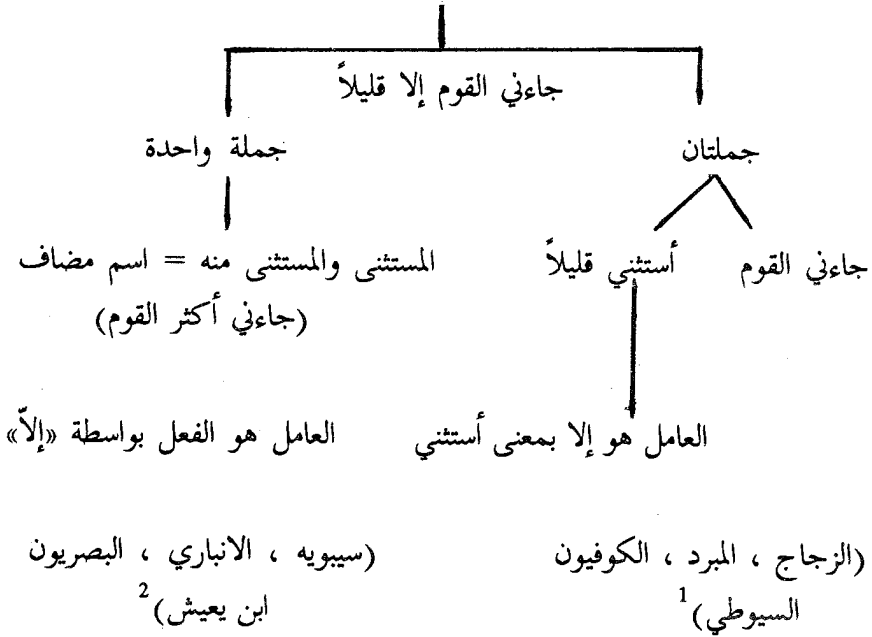 جاءني القوم إلا قليلاً
جملتان
جملة واحدة
جاءني القوم
أستثني قليلاً
المستثنى والمستثنى منه = اسم مضاف
(جاءني أكثر القوم)
العامل هو إلا بمعنى أستثني
العامل هو الفعل بواسطة «إلاّ»
(الزجاج ، المبرد ، الكوفيون
السيوطي)1
(سيبويه ، الانباري ، البصريون
ابن يعيش)2